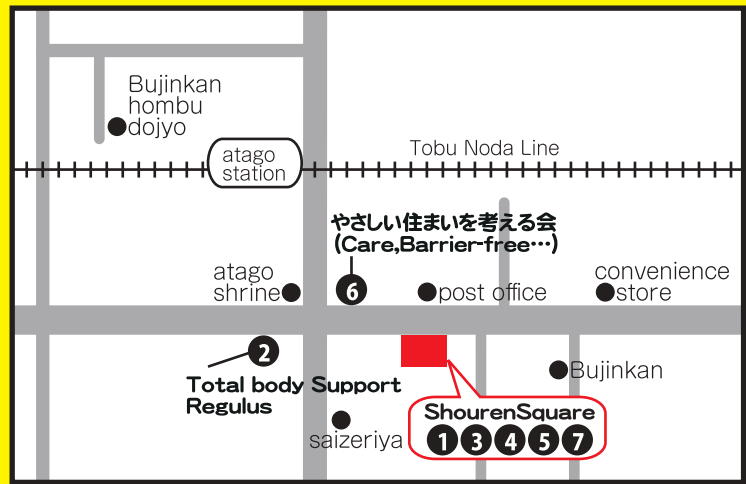 Bujinkan
hombu
dojyo
atago
station
Tobu Noda Line
やさしい住まいを考える会
(Care,Barrier-free…)
atago
shrine
6
post office
convenience
store
2
Total body Support
Regulus
Bujinkan
ShourenSquare
1 3 4 5 7
saizeriya